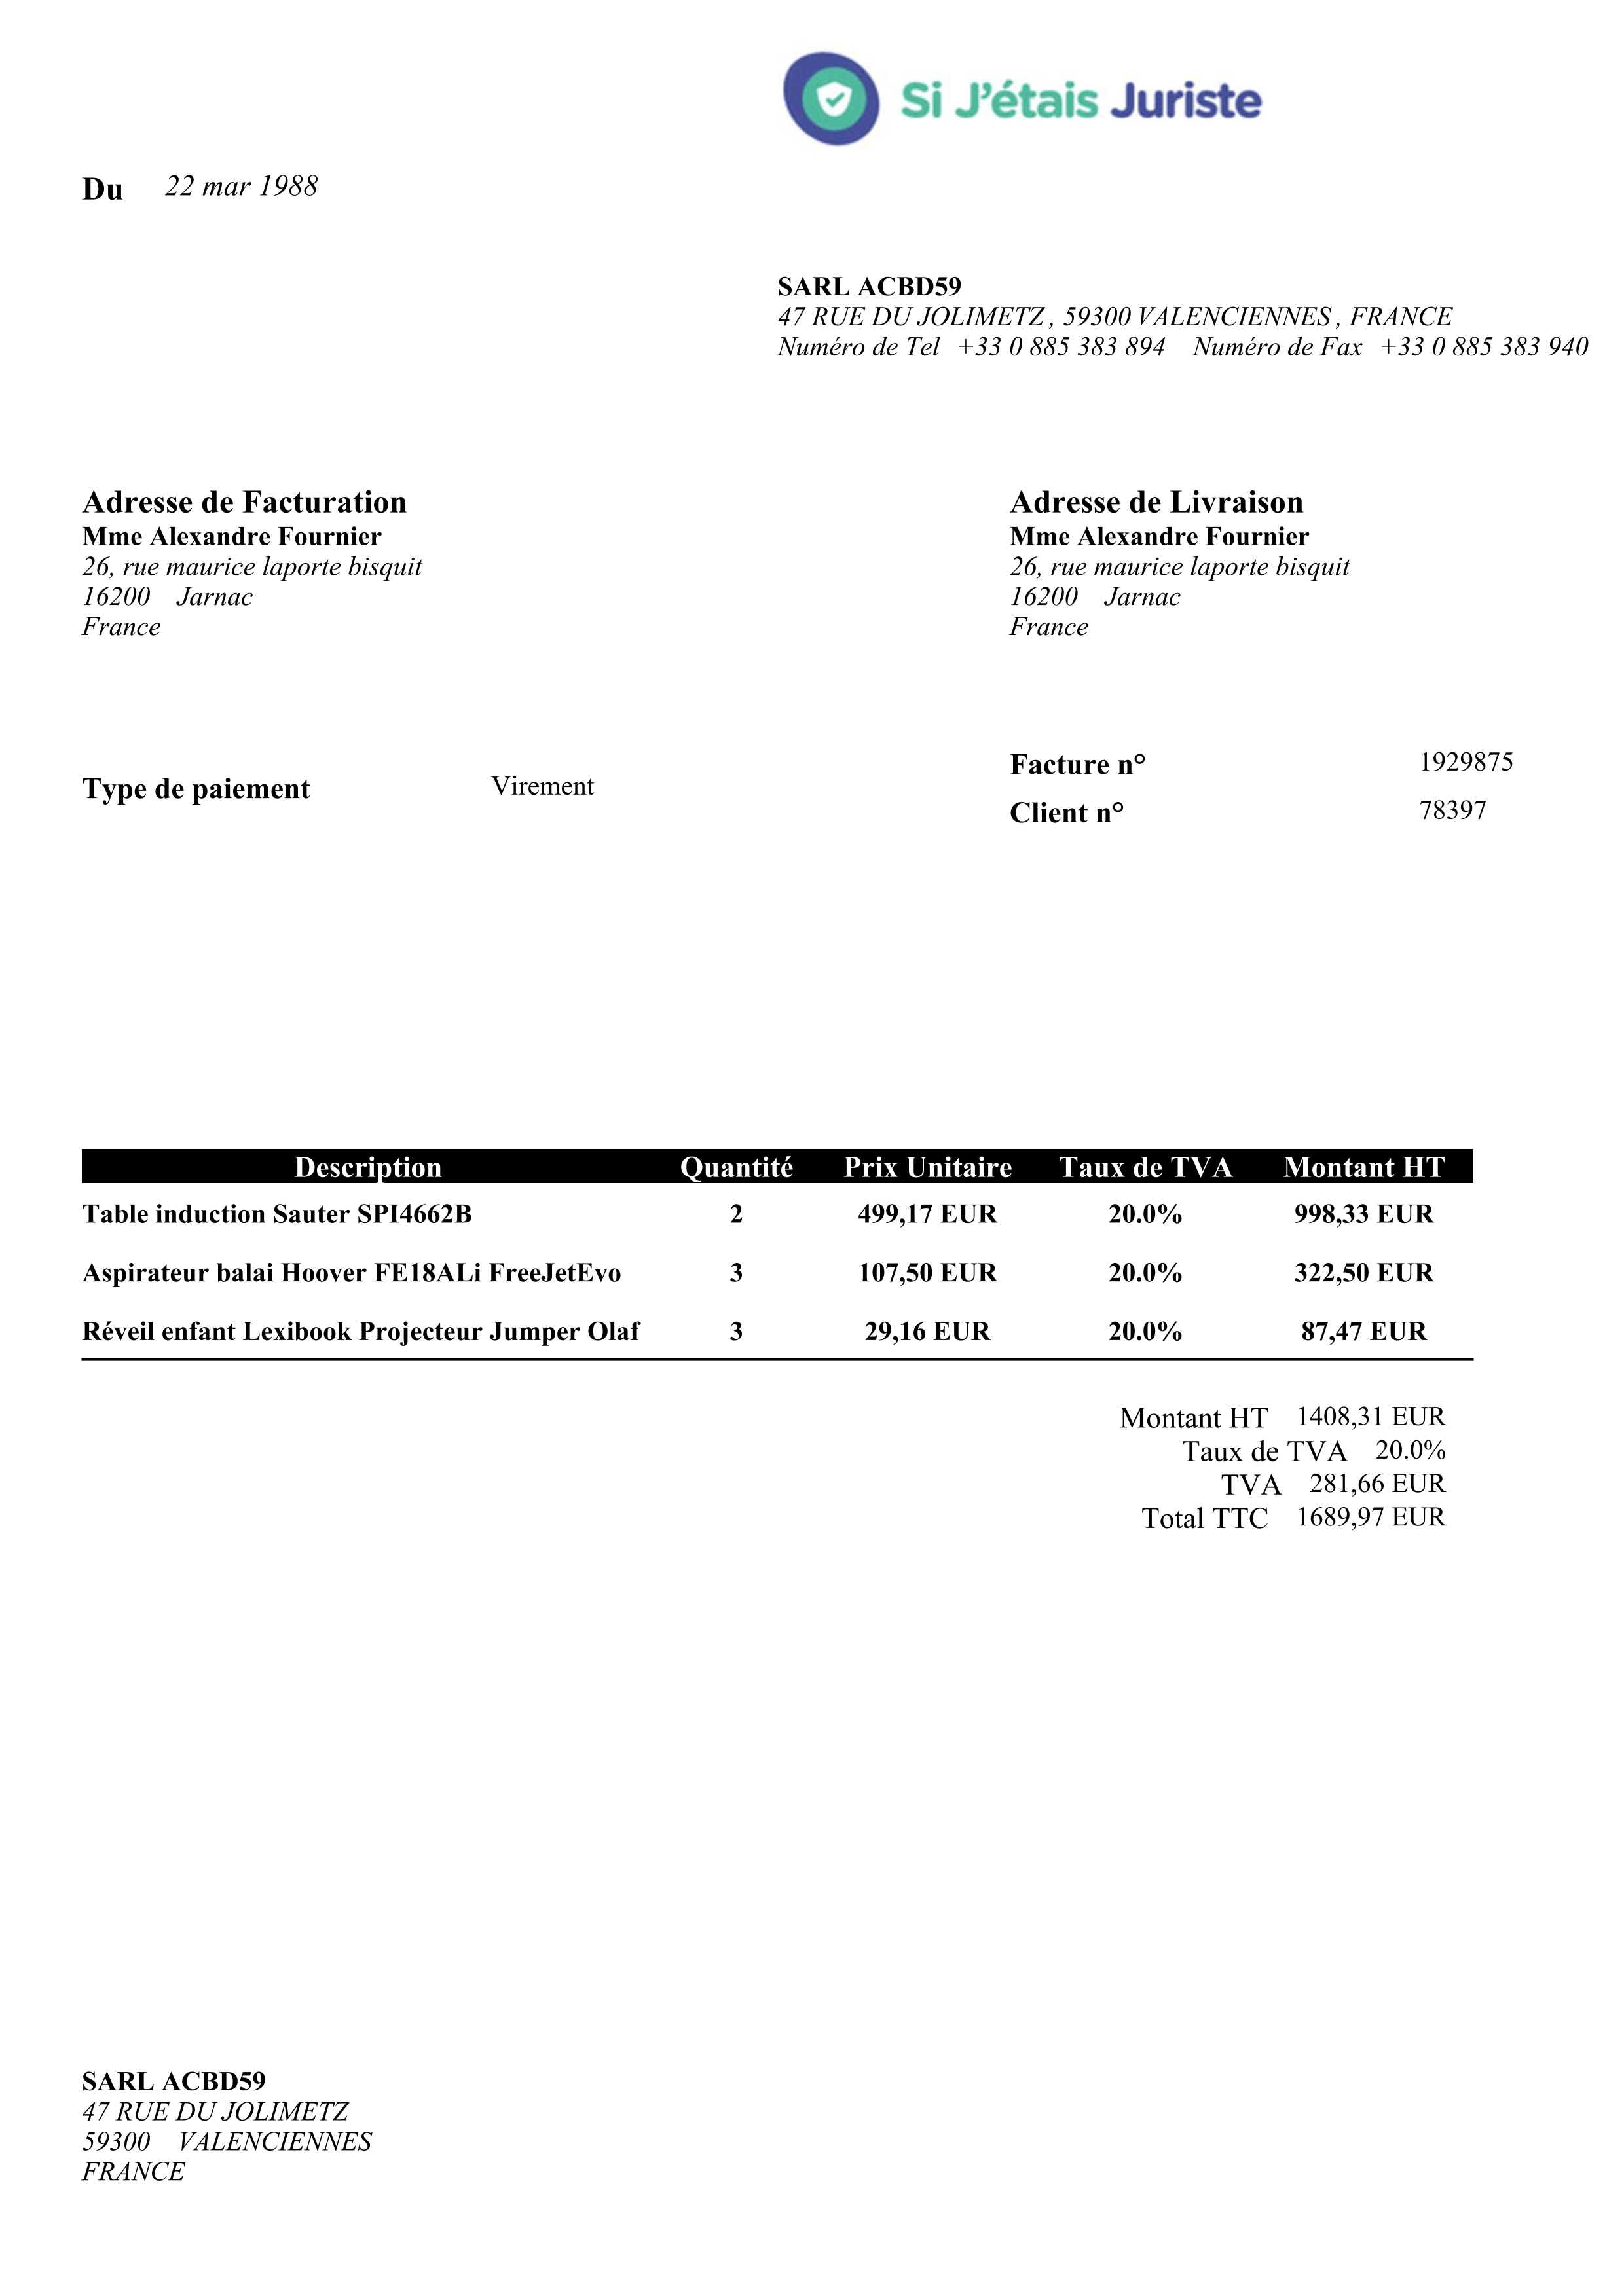 Si J'étais Juriste
Du 22 mar 1988
SARL ACBD59
47 RUE DU JOLIMETZ , 59300 VALENCIENNES , FRANCE
Numéro de Tel +33 0 885 383 894 Numéro de Fax +33 0 885 383 940
Adresse de Facturation
Mme Alexandre Fournier
26, rue maurice laporte bisquit
16200 Jarnac
France
Adresse de Livraison
Mme Alexandre Fournier
26, rue maurice laporte bisquit
16200 Jarnac
France
Type de paiement Virement
Facture n° 1929875
Client n° 78397
Description Quantité Prix Unitaire Taux de TVA Montant HT
Table induction Sauter SPI4662B 2 499,17 EUR 20.0% 998,33 EUR
Aspirateur balai Hoover FE18ALi FreeJetEvo 3 107,50 EUR 20.0% 322,50 EUR
Réveil enfant Lexibook Projecteur Jumper Olaf 3 29,16 EUR 20.0% 87,47 EUR
Montant HT 1408,31 EUR
Taux de TVA 20.0%
TVA 281,66 EUR
Total TTC 1689,97 EUR
SARL ACBD59
47 RUE DU JOLIMETZ
59300 VALENCIENNES
FRANCE